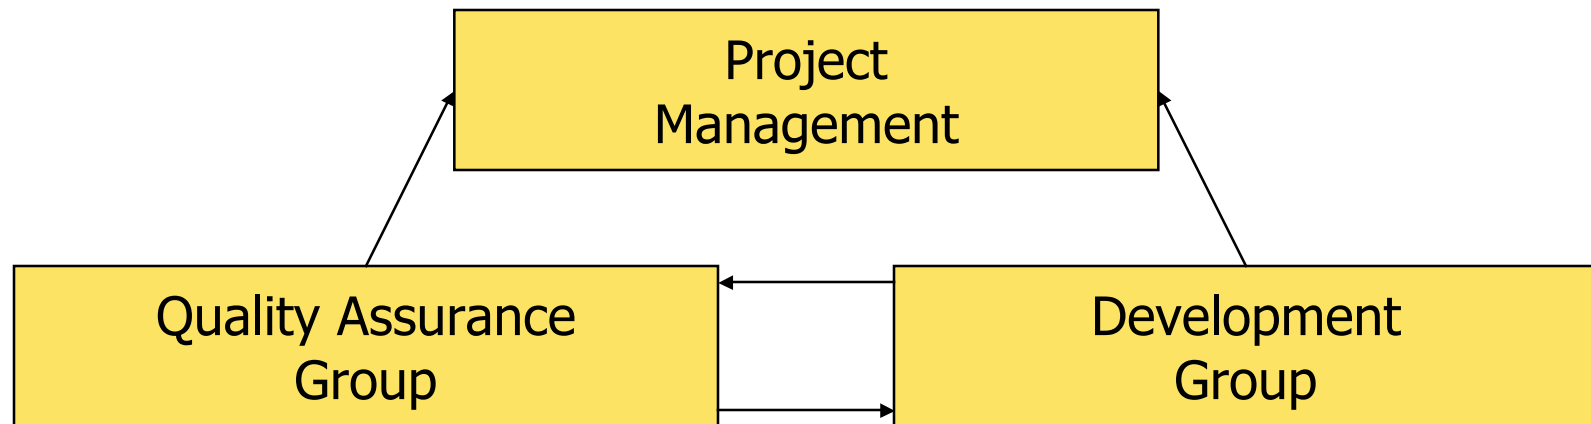 Project
Management
Quality Assurance
Group
Development
Group